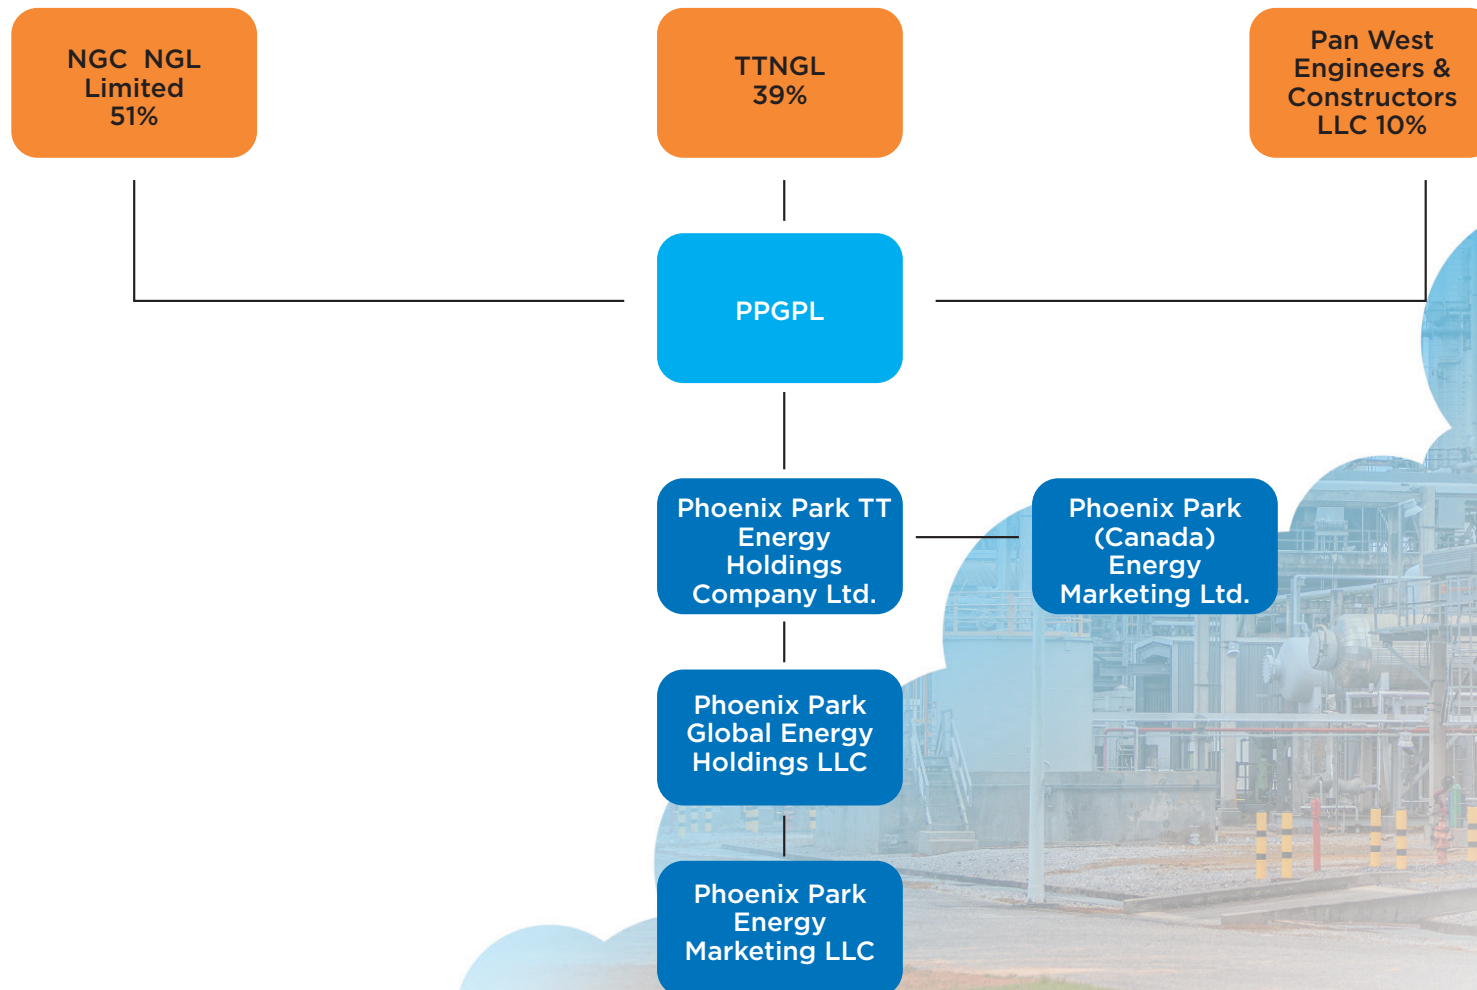 NGC NGL
Limited
51%
TTNGL
39%
Pan West
Engineers &
Constructors
LLC 10%
PPGPL
Phoenix Park TT
Energy
Holdings
Company Ltd.
Phoenix Park
(Canada)
Energy
Marketing Ltd.
Phoenix Park
Global Energy
Holdings LLC
Phoenix Park
Energy
Marketing LLC